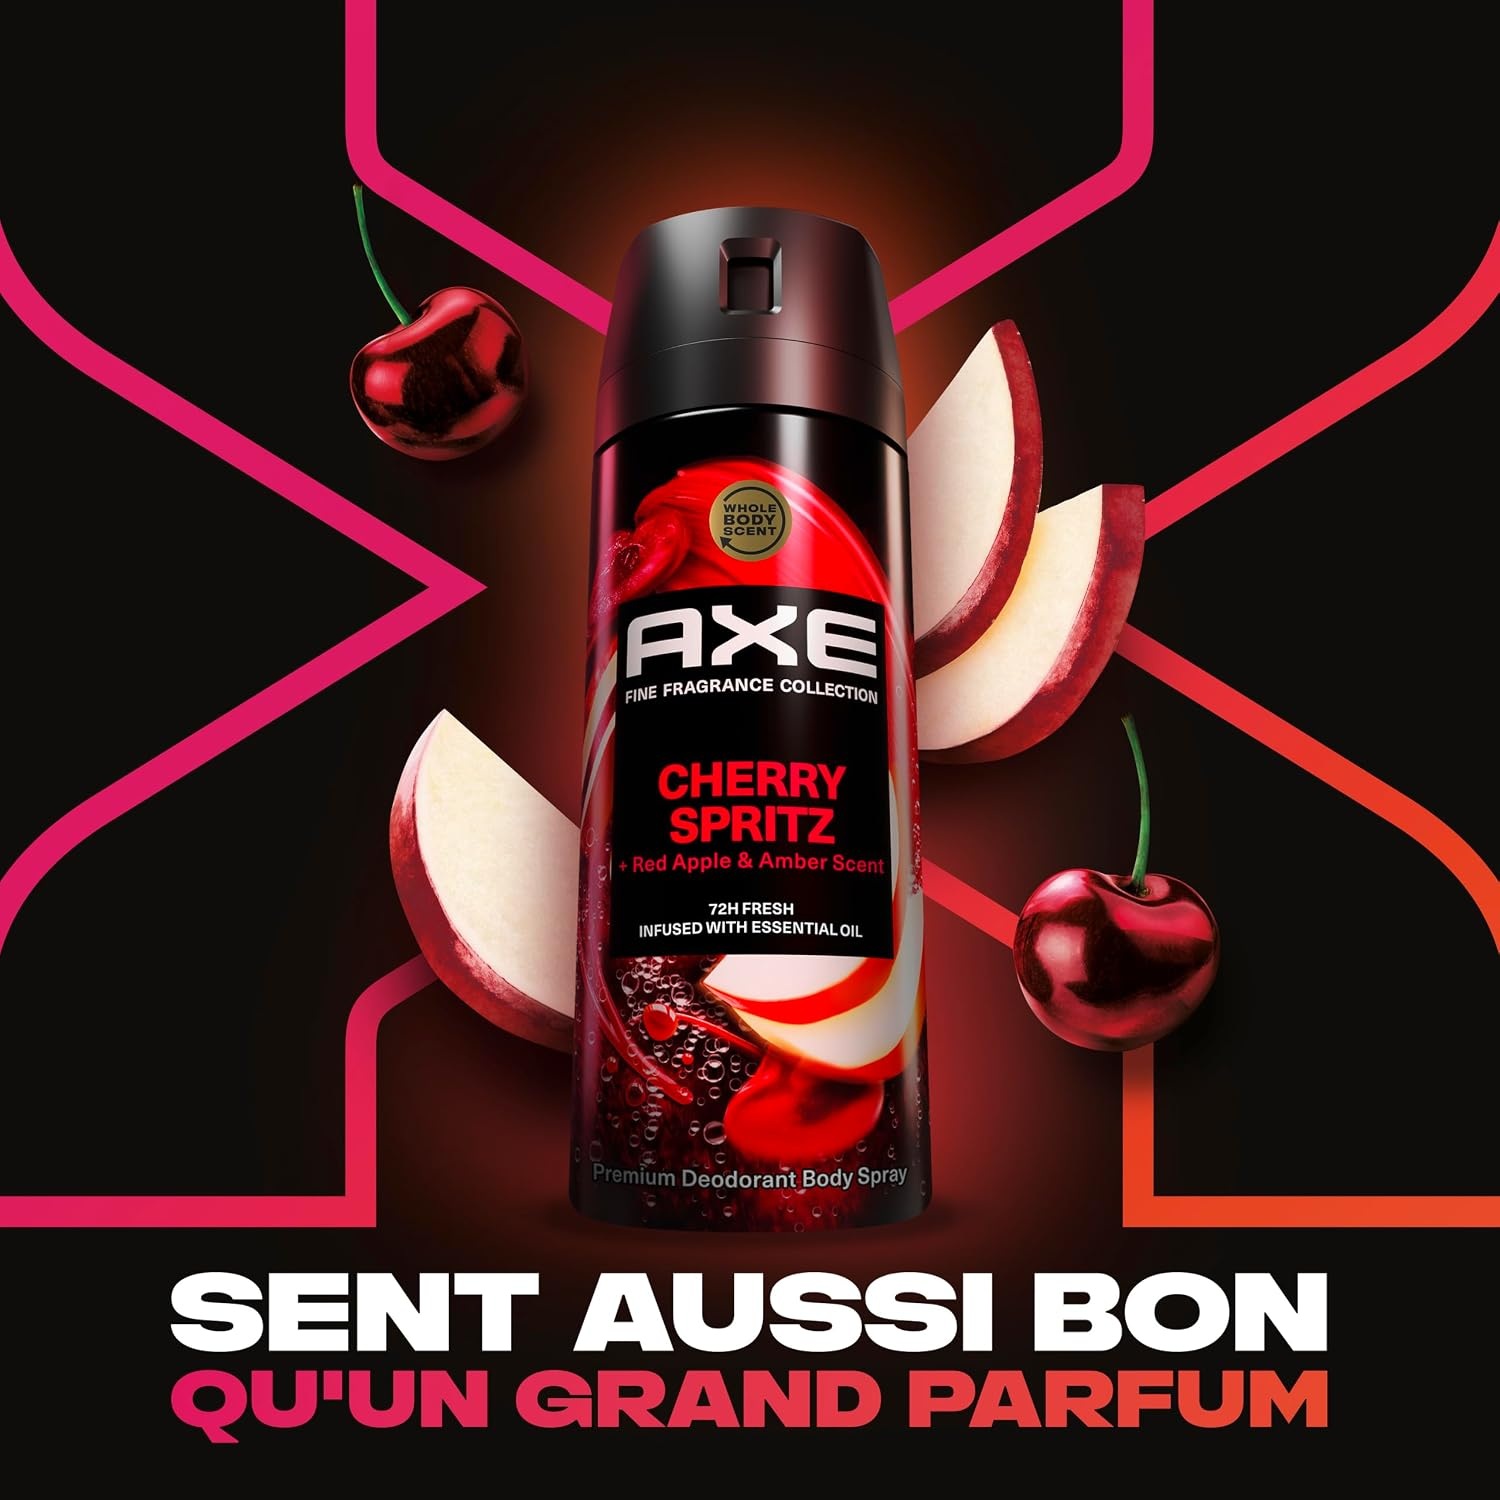 WHOLE
BODY
SCENT
AXE
FINE FRAGRANCE COLLECTION
CHERRY
SPRITZ
+ Red Apple & Amber Scent
72H FRESH
INFUSED WITH ESSENTIAL OIL
Premium Deodorant Body Spray
SENT AUSSI BON
QU'UN GRAND PARFUM